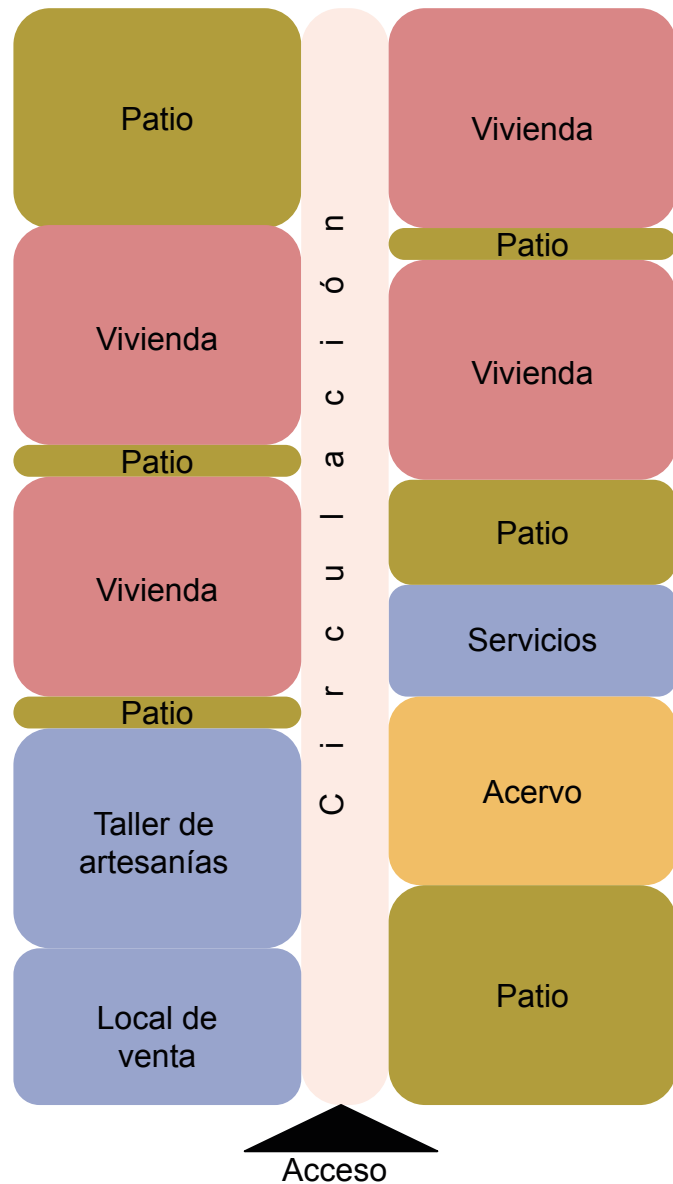 Patio
Vivienda
Patio
Vivienda
Patio
Taller de
artesanías
Local de
venta
Circulación
Vivienda
Patio
Vivienda
Patio
Servicios
Acervo
Patio
Acceso